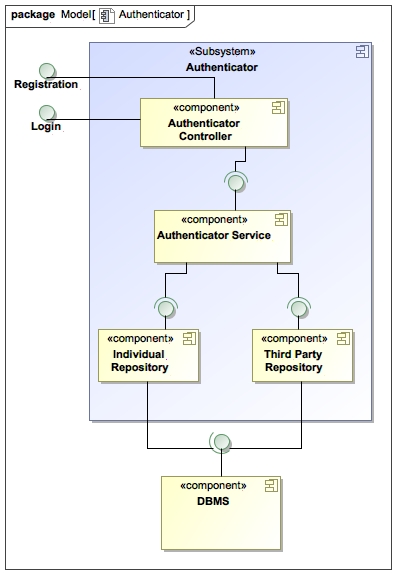 package Model[ Authenticator ]
«Subsystem»
Authenticator
Registration
Login
«component»
Authenticator
Controller
«component»
Authenticator Service
«component»
Individual
Repository
«component»
Third Party
Repository
«component»
DBMS